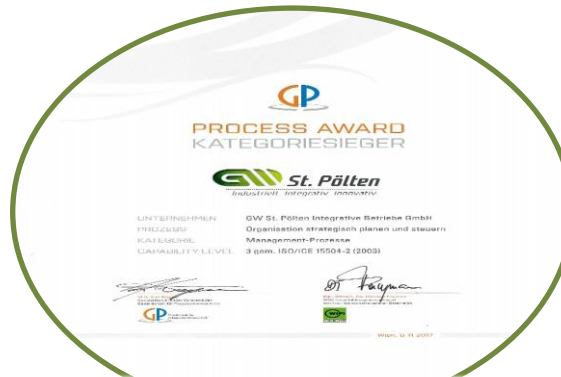 GP
PROCESS AWARD
KATEGORIESIEGER
GW St. Pölten
Industriell Integrativ Innovativ
UNTERNEHMEN GW St. Pölten Integrative Betriebe GmbH
PROZESS Organisation strategisch planen und steuern
KATEGORIE Management-Prozesse
CAPABILITY LEVEL 3 gem. ISO/ICE 15504-2 (2003)
GP